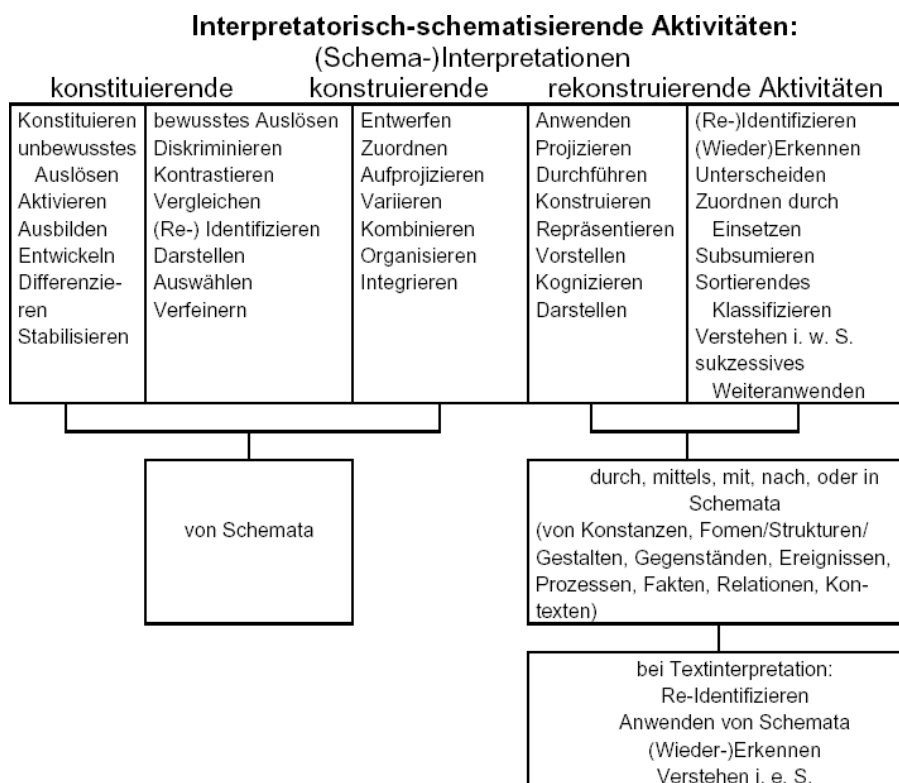 Interpretatorisch-schematisierende Aktivitäten:
(Schema-)Interpretationen
konstituierende konstruierende rekonstruierende Aktivitäten
Konstituieren
unbewusstes
Auslösen
Aktivieren
Ausbilden
Entwickeln
Differenzie-
ren
Stabilisieren
bewusstes Auslösen
Diskriminieren
Kontrastieren
Vergleichen
(Re-) Identifizieren
Darstellen
Auswählen
Verfeinern
Entwerfen
Zuordnen
Aufprojizieren
Variieren
Kombinieren
Organisieren
Integrieren
Anwenden
Projizieren
Durchführen
Konstruieren
Repräsentieren
Vorstellen
Kognizieren
Darstellen
(Re-)Identifizieren
(Wieder)Erkennen
Unterscheiden
Zuordnen durch
Einsetzen
Subsumieren
Sortierendes
Klassifizieren
Verstehen i. w. S.
sukzessives
Weiteranwenden
von Schemata
durch, mittels, mit, nach, oder in
Schemata
(von Konstanzen, Fomen/Strukturen/
Gestalten, Gegenständen, Ereignissen,
Prozessen, Fakten, Relationen, Kon-
texten)
bei Textinterpretation:
Re-Identifizieren
Anwenden von Schemata
(Wieder-)Erkennen
Verstehen i. e. S.